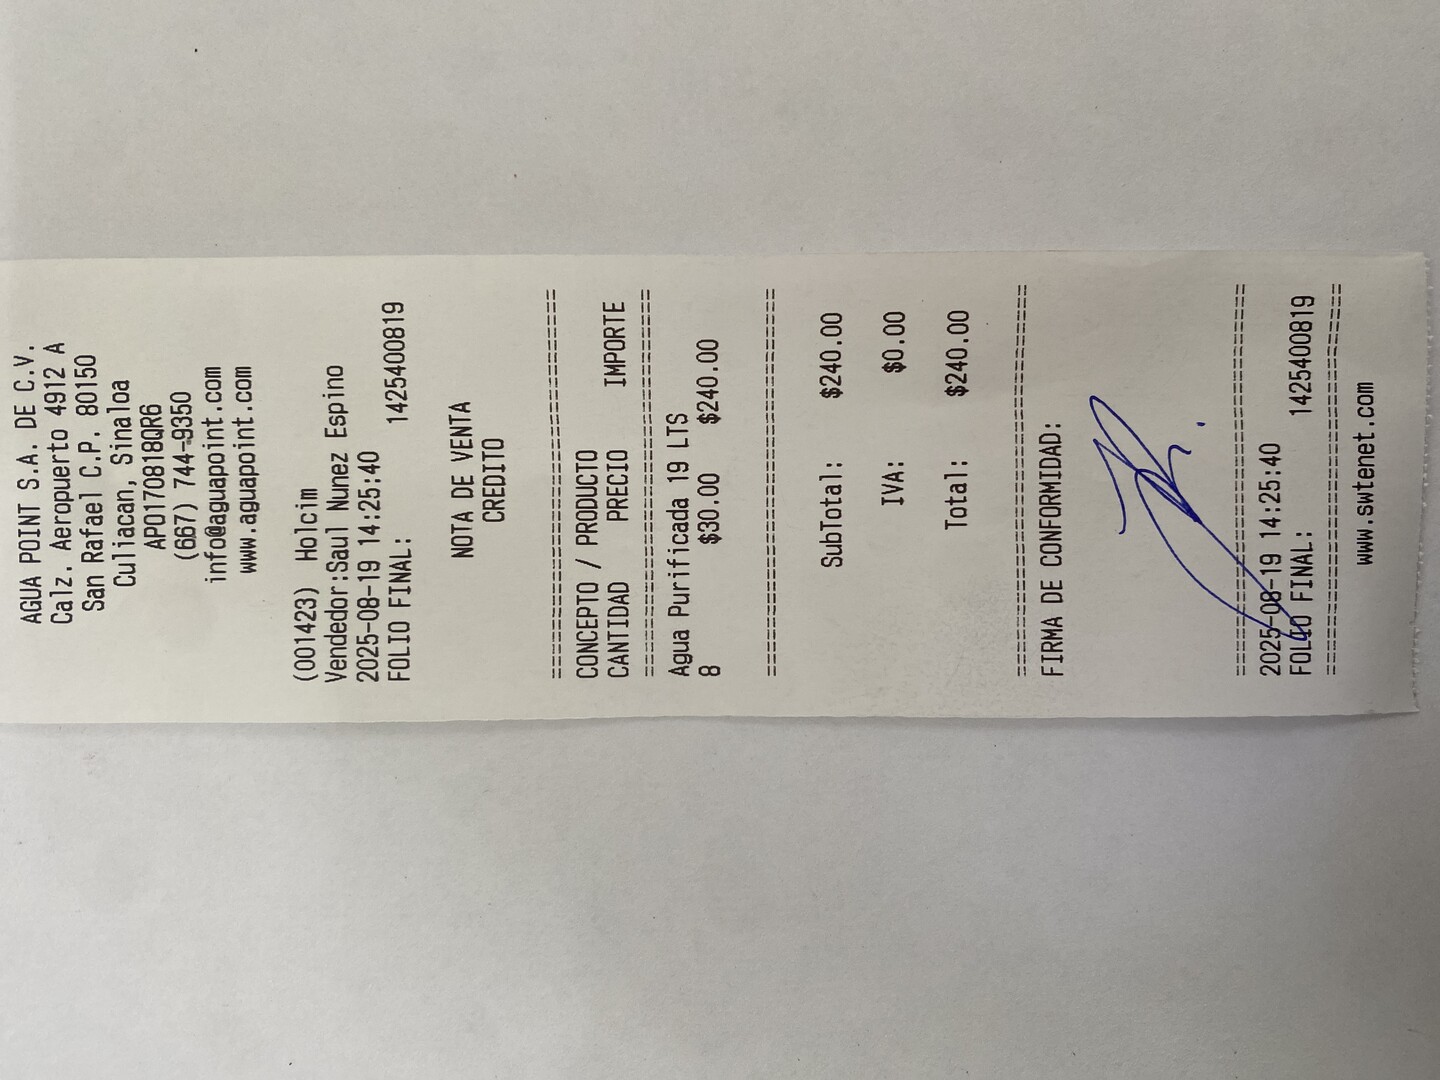 AGUA POINT S.A. DE C.V.
Calz. Aeropuerto 4912 A
San Rafael C.P. 80150
Culiacan, Sinaloa
APO170818QR6
(667) 744-9350
info@aguapoint.com
www.aguapoint.com
(001423) Holcim
Vendedor:Saul Nunez Espino
2025-08-19 14:25:40
FOLIO FINAL: 1425400819
NOTA DE VENTA
CREDITO
==============================
CONCEPTO / PRODUCTO
CANTIDAD PRECIO IMPORTE
==============================
Agua Purificada 19 LTS
8 $30.00 $240.00
==============================
SubTotal: $240.00
IVA: $0.00
Total: $240.00
==============================
FIRMA DE CONFORMIDAD:
==============================
2025-08-19 14:25:40
FOLIO FINAL: 1425400819
==============================
www.swtenet.com